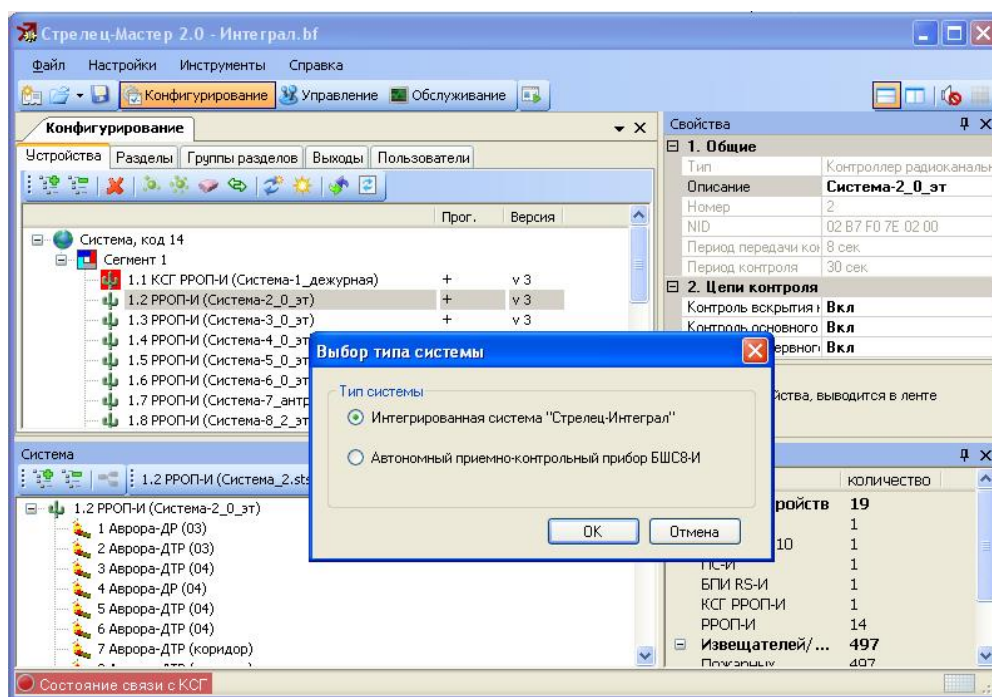 Стрелец-Мастер 2.0 - Интеграл.bf
Файл Настройки Инструменты Справка
Конфигурирование Управление Обслуживание
Конфигурирование
Устройства Разделы Группы разделов Выходы Пользователи
Прог. Версия
Система, код 14
Сегмент 1
1.1 КСГ РРОП-И (Система-1_дежурная) + v 3
1.2 РРОП-И (Система-2_0_эт) + v 3
1.3 РРОП-И (Система-3_0_эт) + v 3
1.4 РРОП-И (Система-4_0_эт
1.5 РРОП-И (Система-5_0_эт
1.6 РРОП-И (Система-6_0_эт
1.7 РРОП-И (Система-7_антр
1.8 РРОП-И (Система-8_2_эт
Свойства
1. Общие
Тип Контроллер радиоканальн
Описание Система-2_0_эт
Номер 2
NID 02 B7 F0 7E 02 00
Период передачи кон 8 сек
Период контроля 30 сек
2. Цепи контроля
Контроль вскрытия к Вкл
Контроль основного Вкл
ервног Вкл
йства, выводится в ленте
Выбор типа системы
Тип системы
Интегрированная система "Стрелец-Интеграл"
Автономный приемно-контрольный прибор БШС8-И
ОК Отмена
Система
1.2 РРОП-И (Система_2.sts
1.2 РРОП-И (Система-2_0_эт)
1 Аврора-ДР (03)
2 Аврора-ДТР (03)
3 Аврора-ДТР (04)
4 Аврора-ДР (04)
5 Аврора-ДТР (04)
6 Аврора-ДТР (04)
7 Аврора-ДТР (коридор)
количество
ройств 19
1
10 1
ПС-И 1
БПИ RS-И 1
КСГ РРОП-И 1
РРОП-И 14
Извещателей/... 497
Пожарных 497
Состояние связи с КСГ